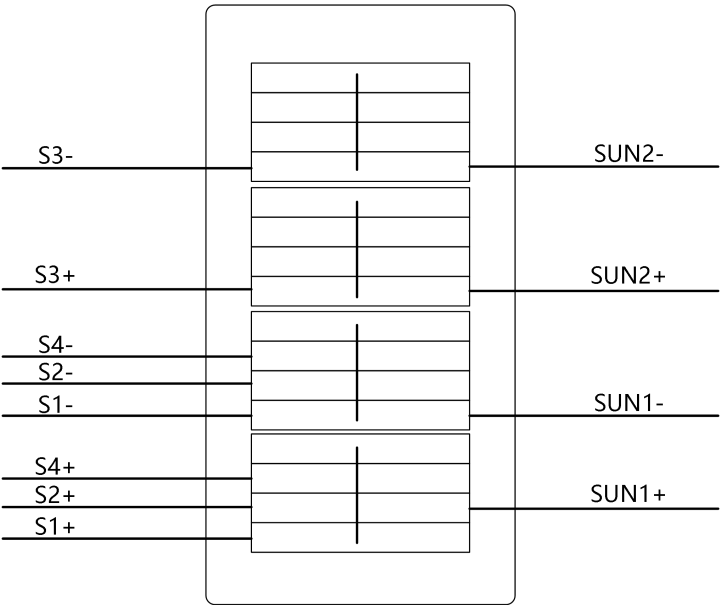 S3-
SUN2-
S3+
SUN2+
S4-
S2-
S1-
SUN1-
S4+
S2+
SUN1+
S1+